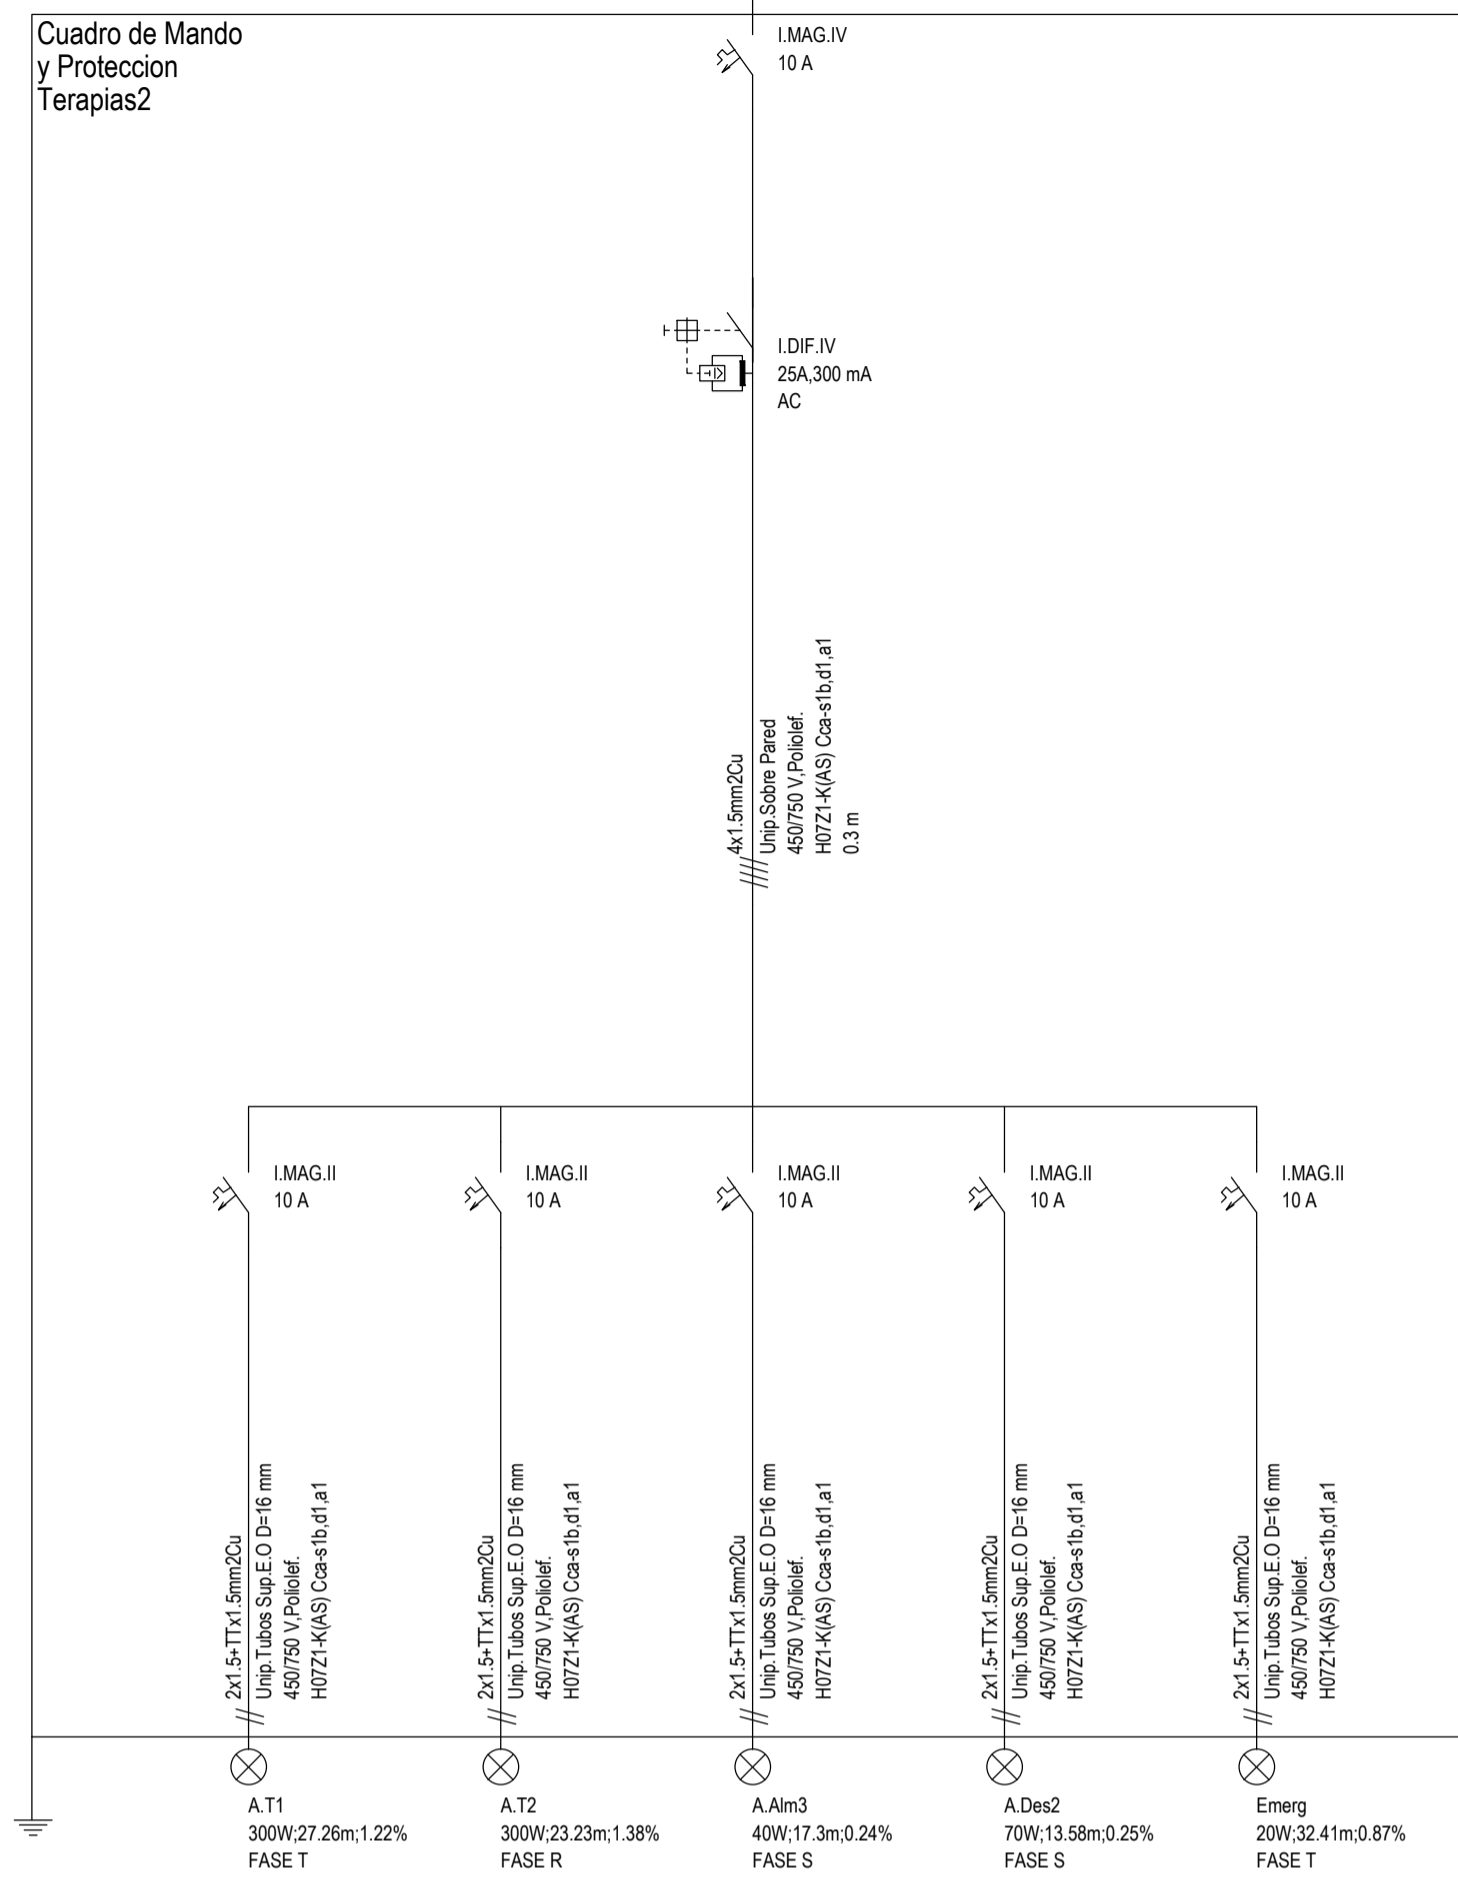 Cuadro de Mando
y Proteccion
Terapias2
I.MAG.IV
10 A
I.DIF.IV
25A,300 mA
AC
4x1.5mm2Cu
Unip.Sobre Pared
450/750 V,Poliolef.
H07Z1-K(AS) Cca-s1b,d1,a1
0.3 m
I.MAG.II
10 A
I.MAG.II
10 A
I.MAG.II
10 A
I.MAG.II
10 A
I.MAG.II
10 A
2x1.5+TTx1.5mm2Cu
Unip.Tubos Sup.E.O D=16 mm
450/750 V,Poliolef.
H07Z1-K(AS) Cca-s1b,d1,a1
2x1.5+TTx1.5mm2Cu
Unip.Tubos Sup.E.O D=16 mm
450/750 V,Poliolef.
H07Z1-K(AS) Cca-s1b,d1,a1
2x1.5+TTx1.5mm2Cu
Unip.Tubos Sup.E.O D=16 mm
450/750 V,Poliolef.
H07Z1-K(AS) Cca-s1b,d1,a1
2x1.5+TTx1.5mm2Cu
Unip.Tubos Sup.E.O D=16 mm
450/750 V,Poliolef.
H07Z1-K(AS) Cca-s1b,d1,a1
2x1.5+TTx1.5mm2Cu
Unip.Tubos Sup.E.O D=16 mm
450/750 V,Poliolef.
H07Z1-K(AS) Cca-s1b,d1,a1
A.T1
300W;27.26m;1.22%
FASE T
A.T2
300W;23.23m;1.38%
FASE R
A.Alm3
40W;17.3m;0.24%
FASE S
A.Des2
70W;13.58m;0.25%
FASE S
Emerg
20W;32.41m;0.87%
FASE T